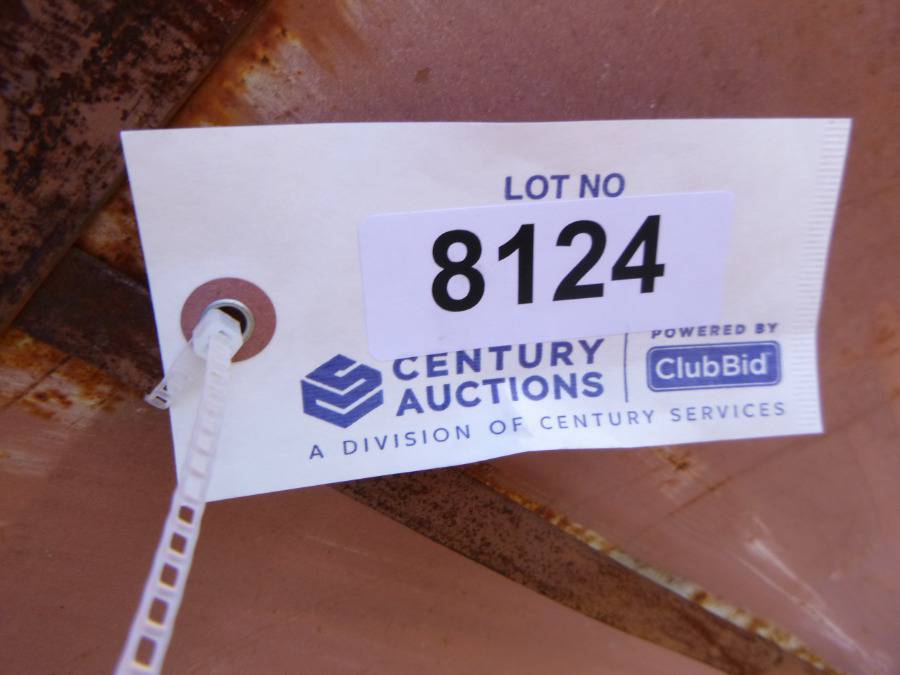 LOT NO
8124
CENTURY
AUCTIONS
POWERED BY
ClubBid
A DIVISION OF CENTURY SERVICES